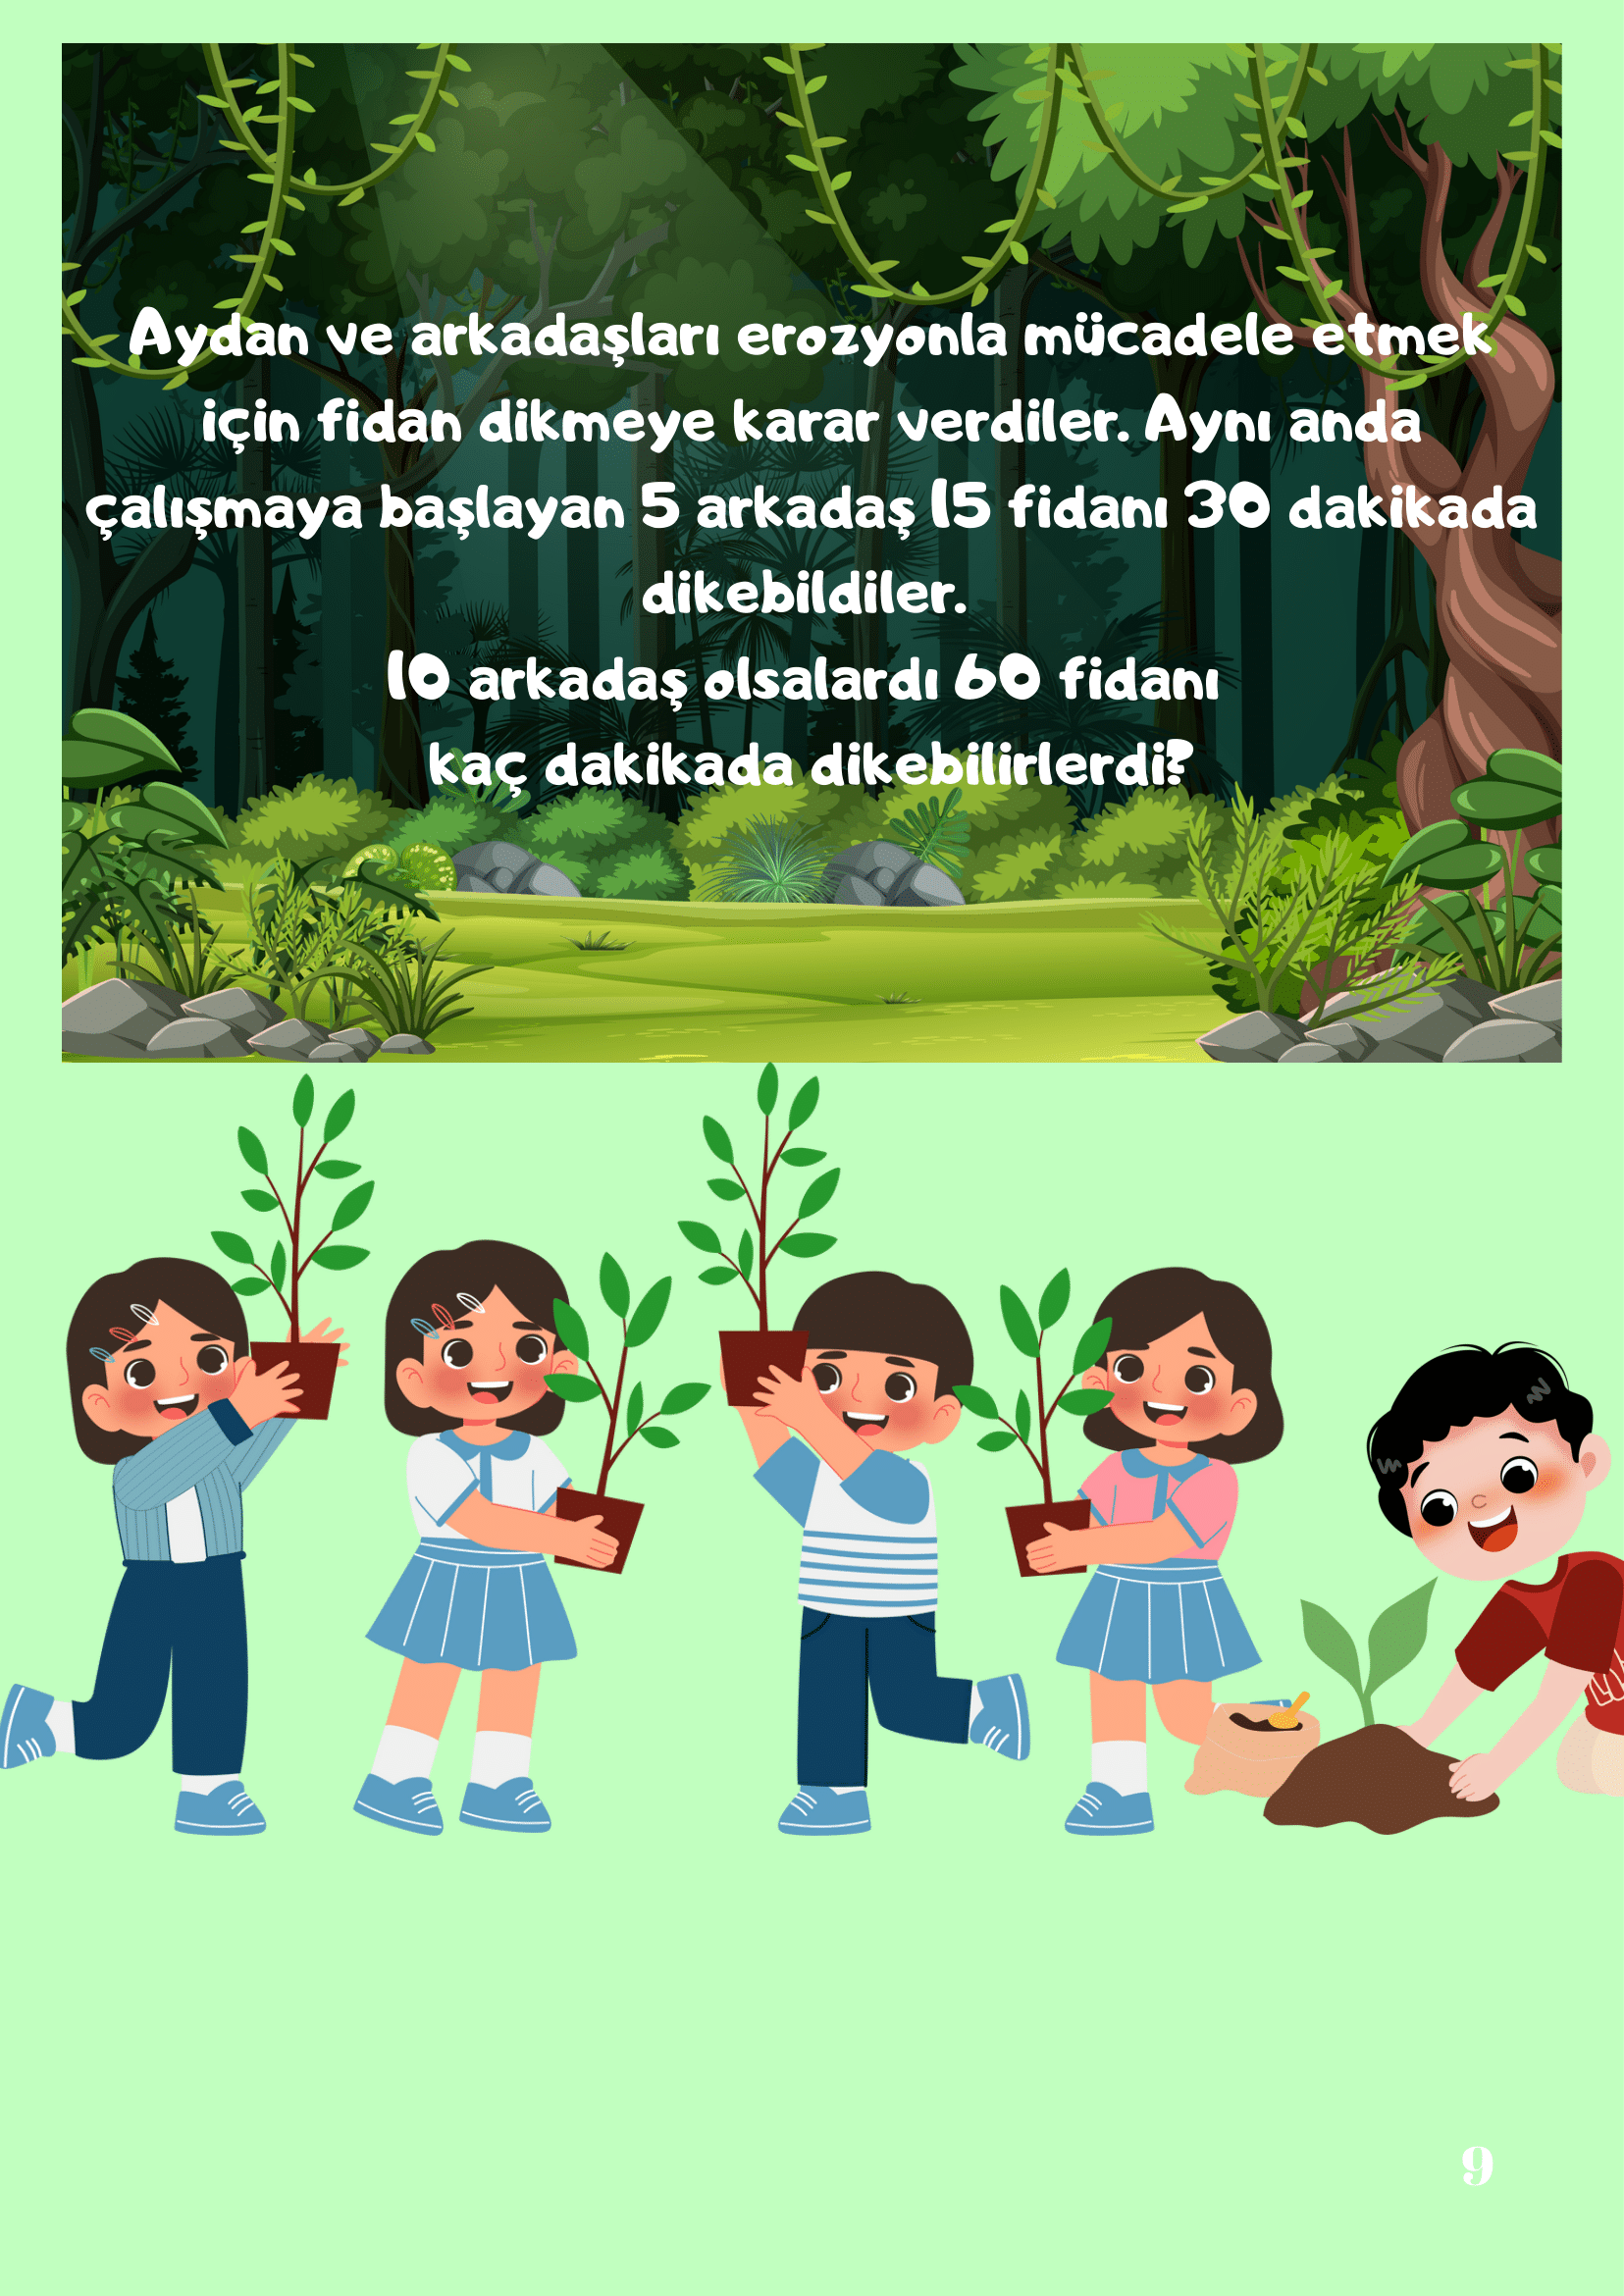 Aydan ve arkadaşları erozyonla mücadele etmek
için fidan dikmeye karar verdiler. Aynı anda
çalışmaya başlayan 5 arkadaş 15 fidanı 30 dakikada
dikebildiler.
10 arkadaş olsalardı 60 fidanı
kaç dakikada dikebilirlerdi?
9